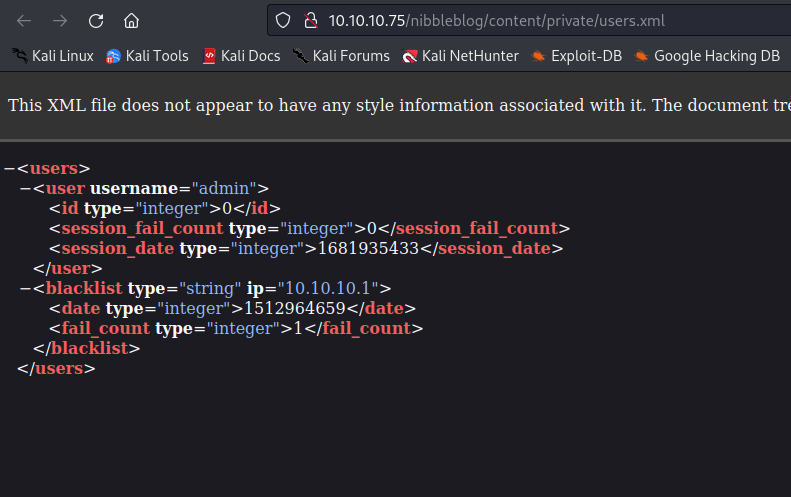 10.10.10.75/nibbleblog/content/private/users.xml
Kali Linux Kali Tools Kali Docs Kali Forums Kali NetHunter Exploit-DB Google Hacking DB
This XML file does not appear to have any style information associated with it. The document tre
−<users>
−<user username="admin">
<id type="integer">0</id>
<session_fail_count type="integer">0</session_fail_count>
<session_date type="integer">1681935433</session_date>
</user>
−<blacklist type="string" ip="10.10.10.1">
<date type="integer">1512964659</date>
<fail_count type="integer">1</fail_count>
</blacklist>
</users>